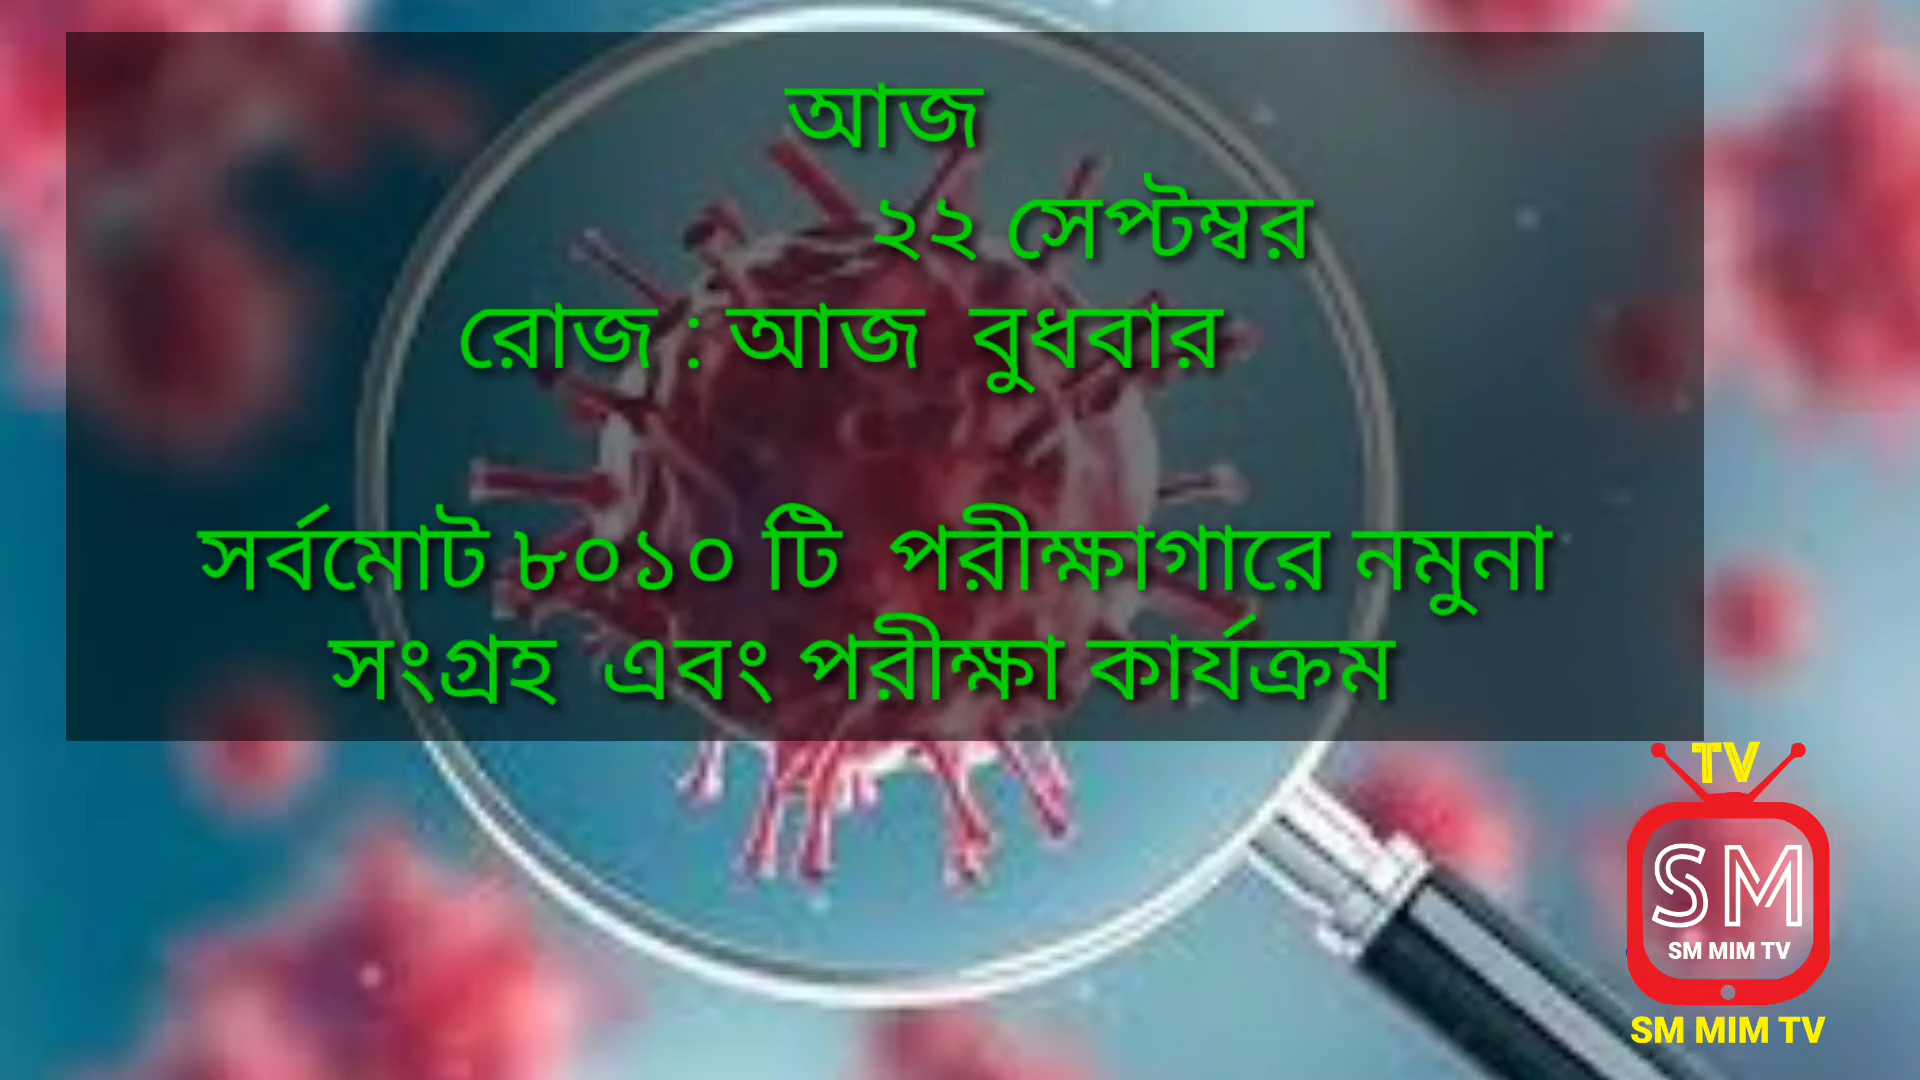 আজ
২২ সেপ্টম্বর
রোজ : আজ বুধবার
সর্বমোট ৮০১০ টি পরীক্ষাগারে নমুনা
সংগ্রহ এবং পরীক্ষা কার্যক্রম
TV
SM
SM MIM TV
SM MIM TV